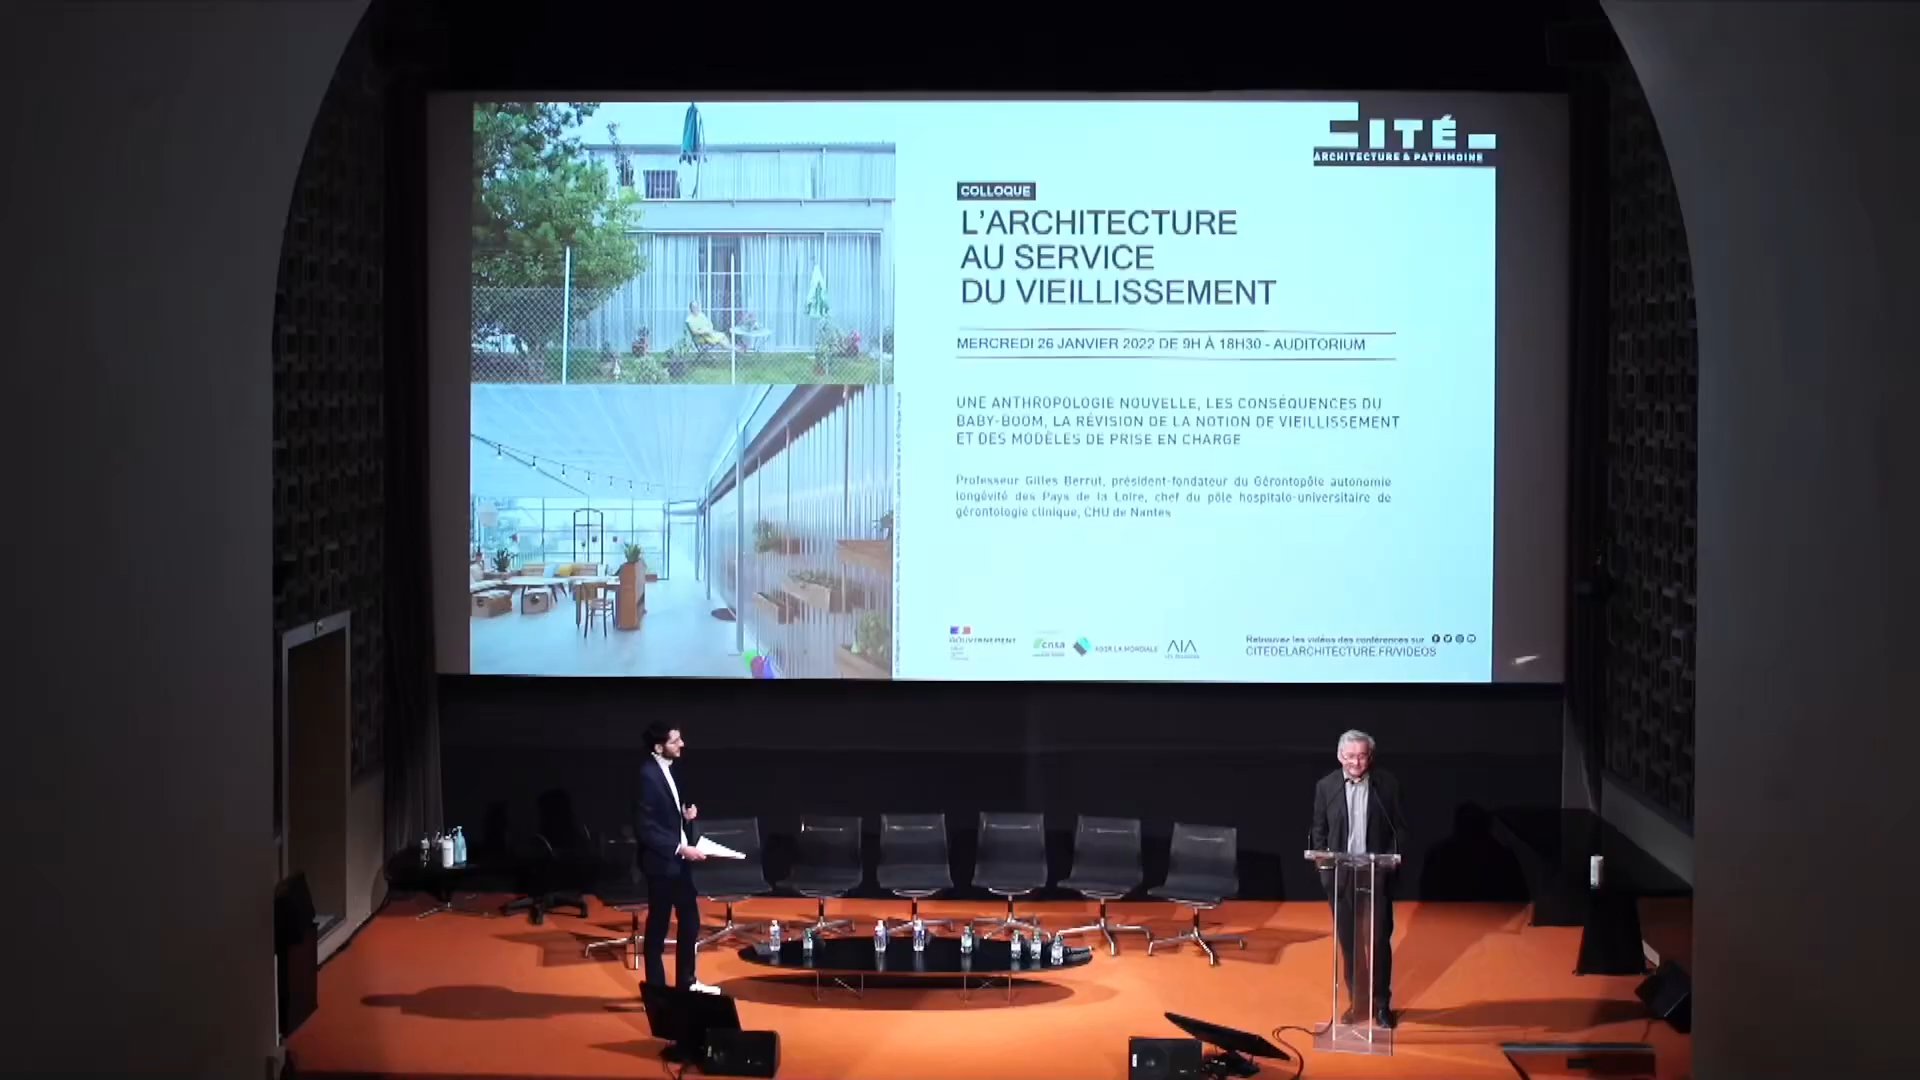 CITÉ
ARCHITECTURE & PATRIMOINE
COLLOQUE
L'ARCHITECTURE
AU SERVICE
DU VIEILLISSEMENT
MERCREDI 26 JANVIER 2022 DE 9H À 18H30 - AUDITORIUM
UNE ANTHROPOLOGIE NOUVELLE, LES CONSÉQUENCES DU
BABY-BOOM, LA RÉVISION DE LA NOTION DE VIEILLISSEMENT
ET DES MODÈLES DE PRISE EN CHARGE
Professeur Gilles Berrut, président-fondateur du Gérontopôle autonomie
longévité des Pays de la Loire, chef du pôle hospitalo-universitaire de
gérontologie clinique, CHU de Nantes
GOUVERNEMENT
cnsa
AG2R LA MONDIALE
AIA
Retrouvez les vidéos des conférences sur
CITEDELARCHITECTURE.FR/VIDEOS